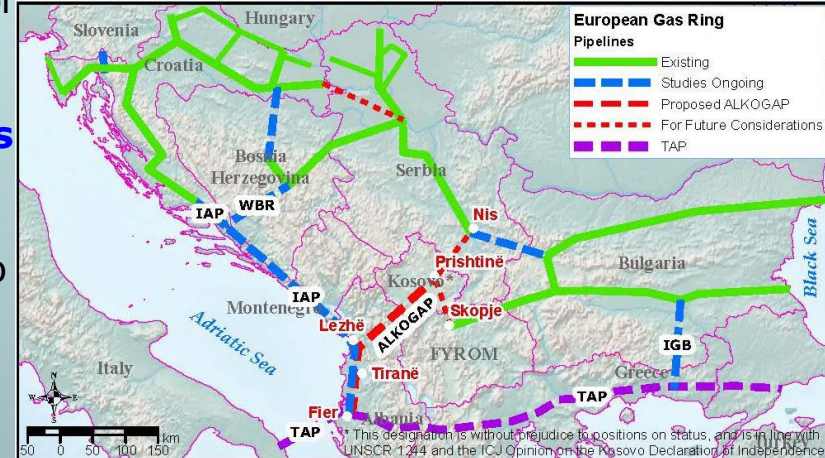 European Gas Ring
Pipelines
Existing
Studies Ongoing
Proposed ALKOGAP
For Future Considerations
TAP
Slovenia
Hungary
Croatia
Bosnia
Herzegovina
Serbia
IAP
WBR
Nis
Prishtinë
Kosovo*
Bulgaria
Black Sea
IAP
Montenegro
Lezhë
ALKOGAP
Skopje
Adriatic Sea
FYROM
Italy
Tiranë
IGB
Greece
N
W E
S
Fier
Albania
TAP
TAP
Turkey
50 0 50 100 150 km
* This designation is without prejudice to positions on status, and is in line with
UNSCR 1244 and the ICJ Opinion on the Kosovo Declaration of Independence
s